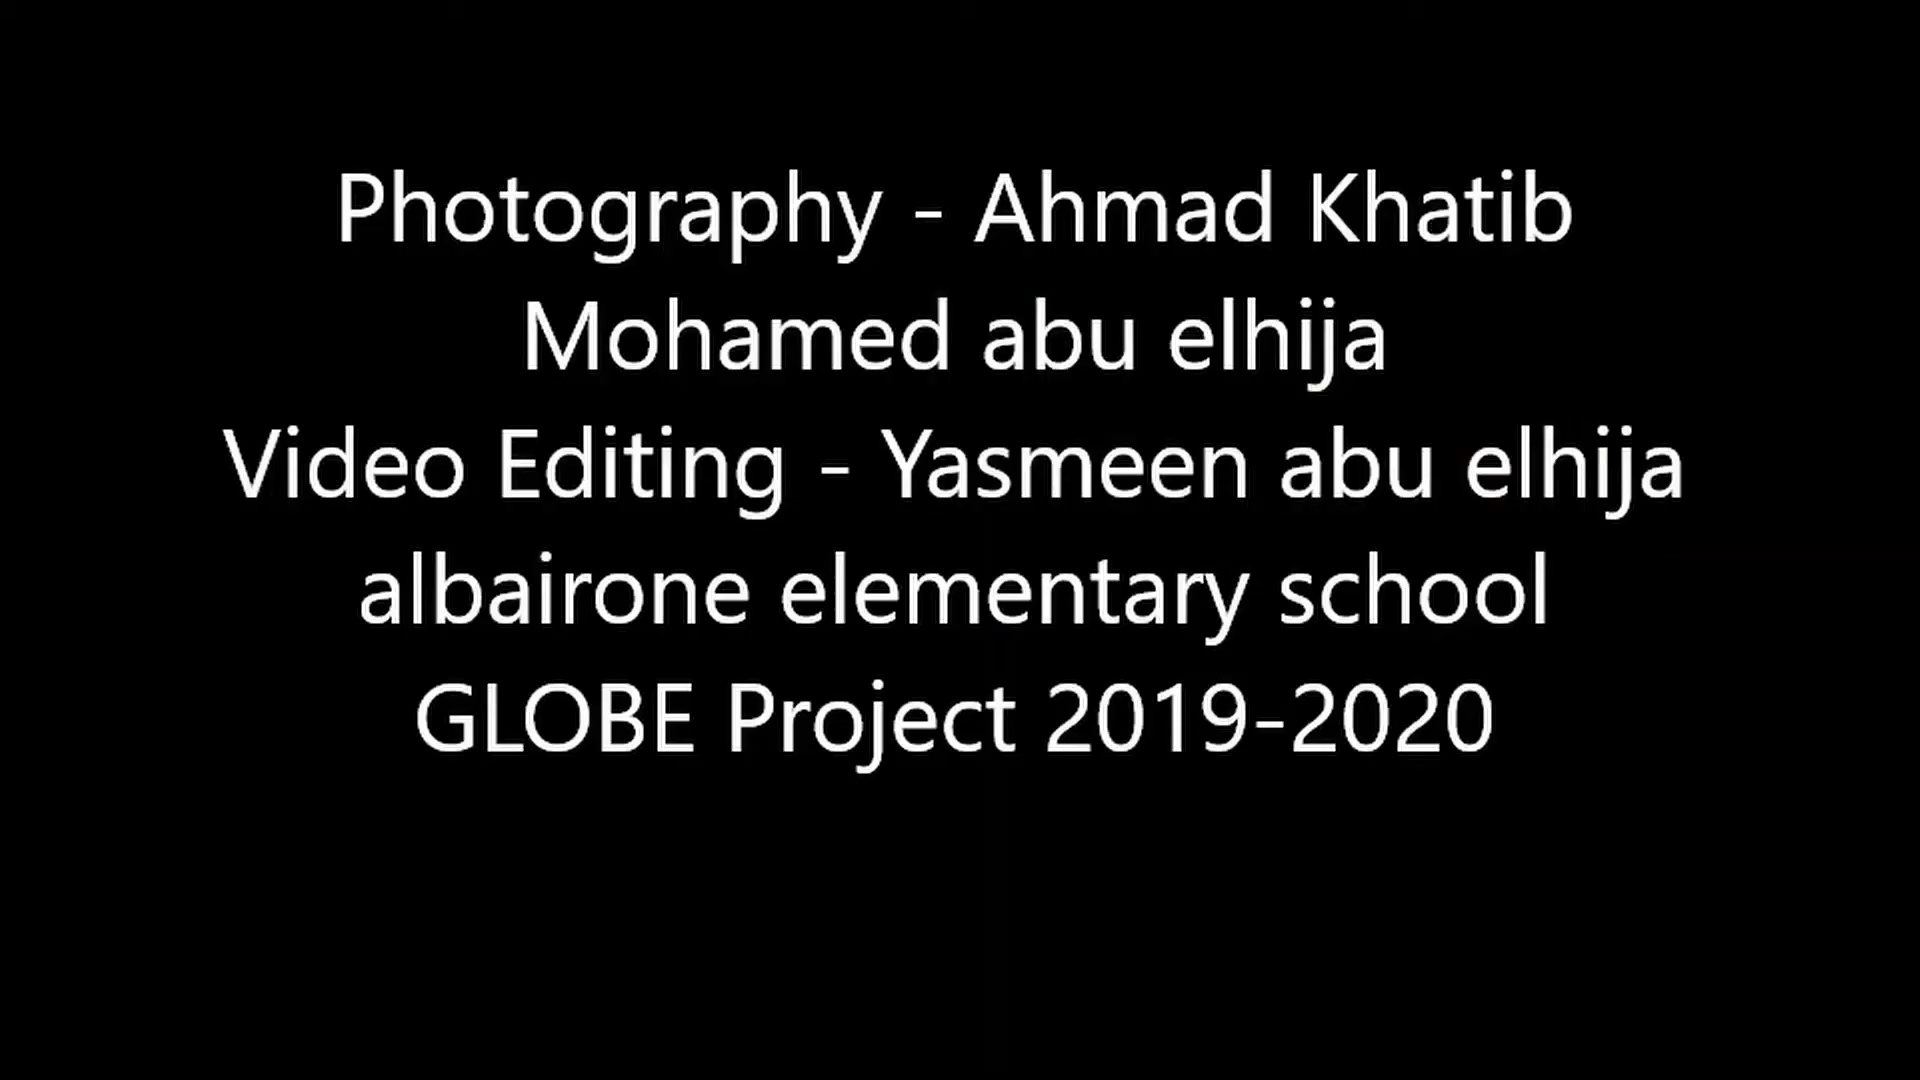 Photography - Ahmad Khatib
Mohamed abu elhija
Video Editing - Yasmeen abu elhija
albairone elementary school
GLOBE Project 2019-2020